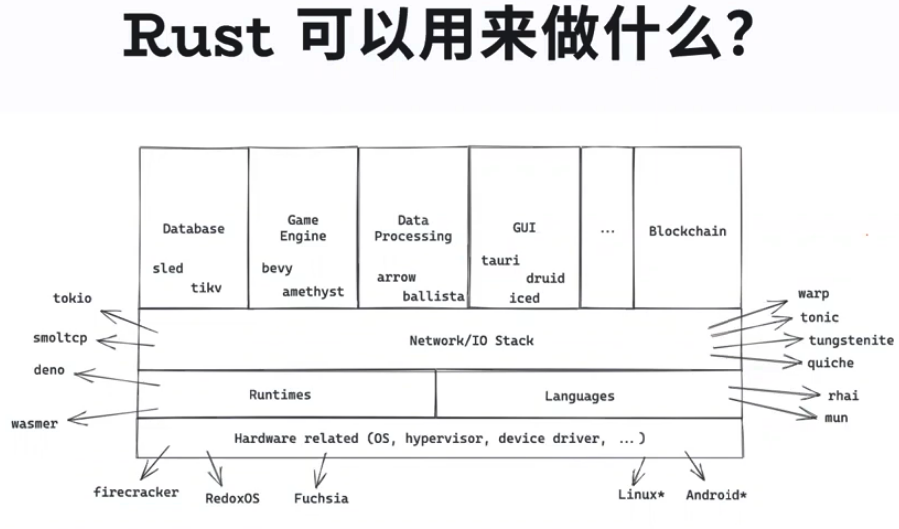 Rust 可以用来做什么?
Database
sled
tikv
Game
Engine
bevy
amethyst
Data
Processing
arrow
ballista
GUI
tauri
druid
iced
...
Blockchain
tokio
smoltcp
deno
wasmer
Network/IO Stack
warp
tonic
tungstenite
quiche
Runtimes
Languages
rhai
mun
Hardware related (OS, hypervisor, device driver, ...)
firecracker
RedoxOS
Fuchsia
Linux*
Android*